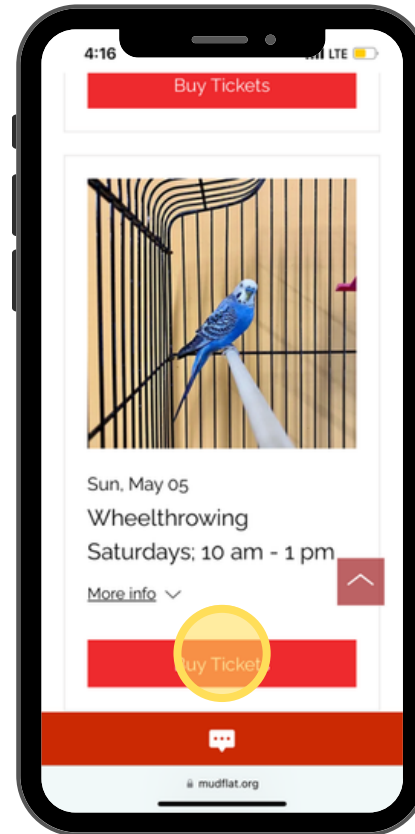 4:16
LTE
Buy Tickets
Sun, May 05
Wheelthrowing
Saturdays; 10 am - 1 pm
More info
Buy Tickets
mudflat.org